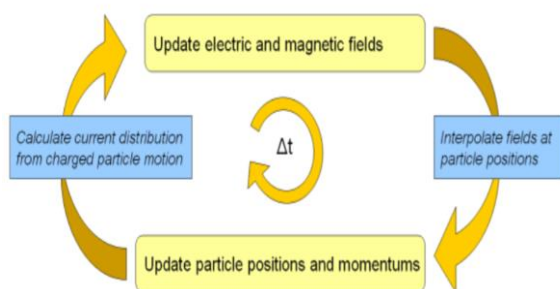 Update electric and magnetic fields
Calculate current distribution
from charged particle motion
Δt
Interpolate fields at
particle positions
Update particle positions and momentums